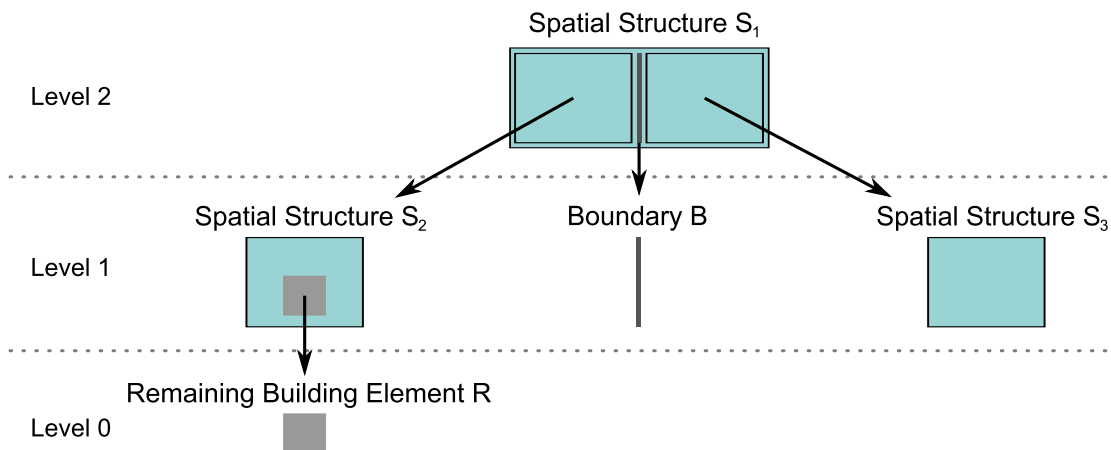 Spatial Structure S₁
Level 2
Spatial Structure S₂
Boundary B
Spatial Structure S₃
Level 1
Remaining Building Element R
Level 0